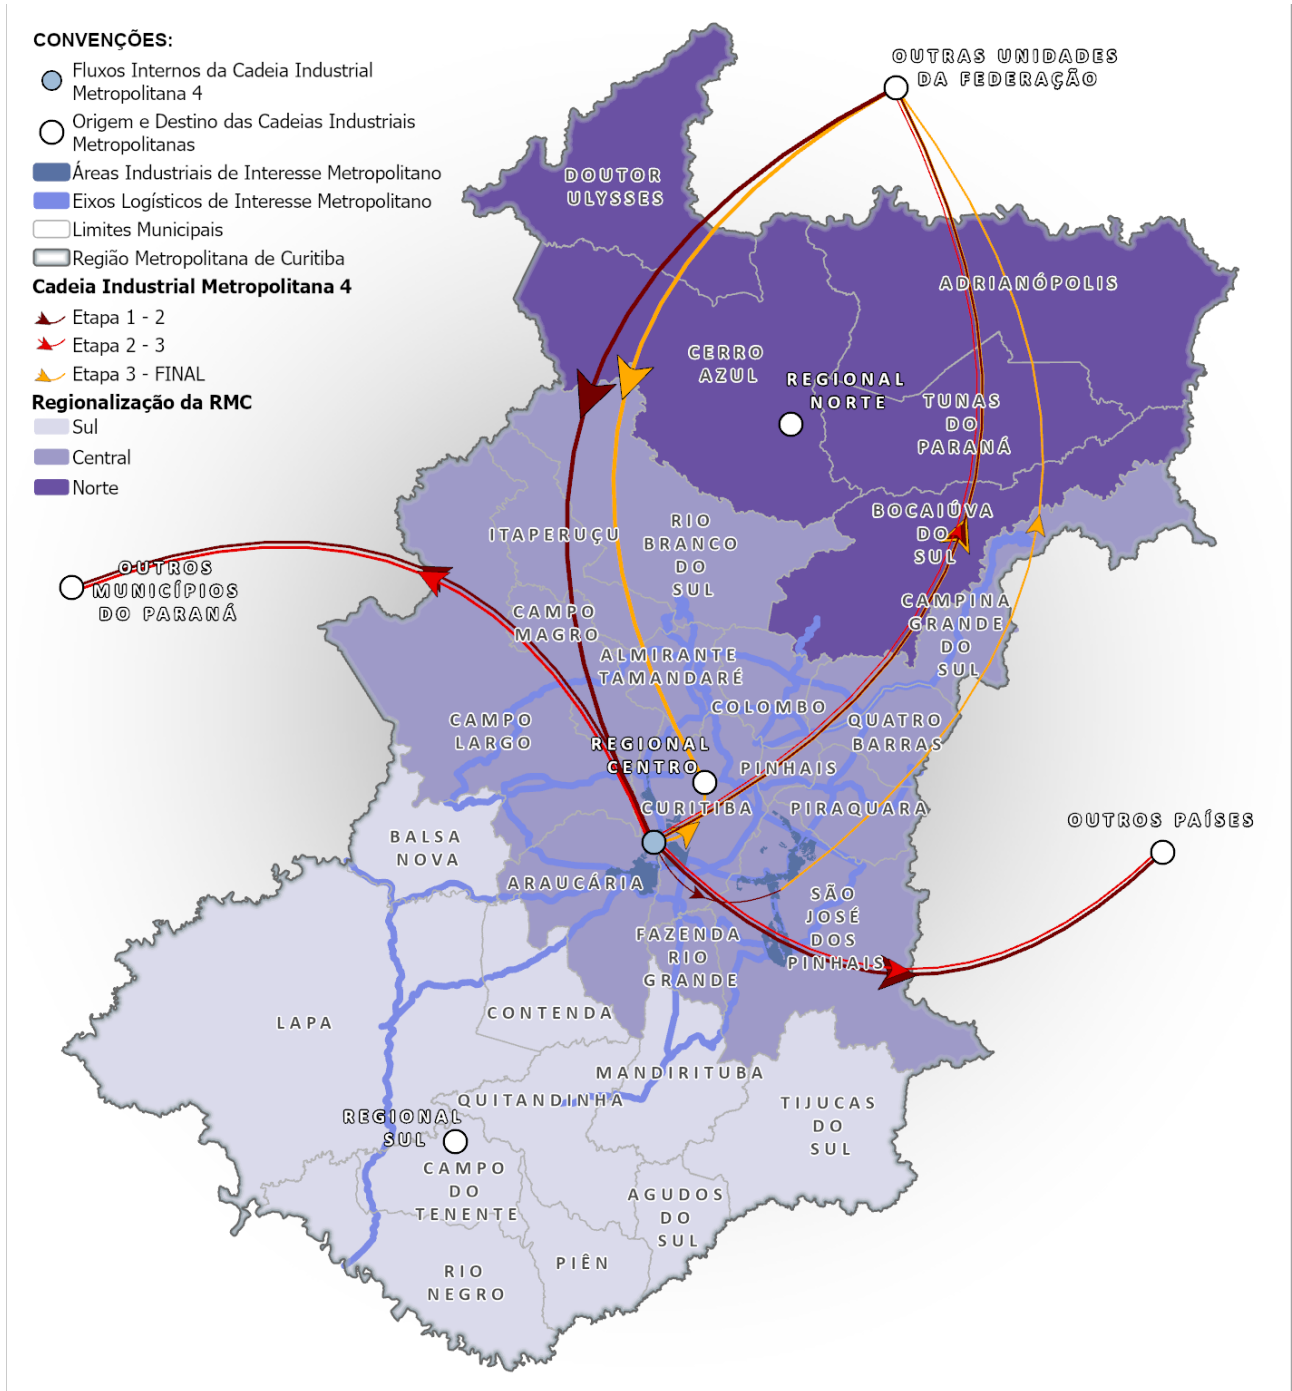 CONVENÇÕES:
Fluxos Internos da Cadeia Industrial
Metropolitana 4
Origem e Destino das Cadeias Industriais
Metropolitanas
Áreas Industriais de Interesse Metropolitano
Eixos Logísticos de Interesse Metropolitano
Limites Municipais
Região Metropolitana de Curitiba
Cadeia Industrial Metropolitana 4
Etapa 1 - 2
Etapa 2 - 3
Etapa 3 - FINAL
Regionalização da RMC
Sul
Central
Norte
OUTRAS UNIDADES
DA FEDERAÇÃO
DOUTOR
ULYSSES
ADRIANÓPOLIS
CERRO
AZUL
REGIONAL
NORTE
TUNAS
DO
PARANÁ
BOCAIÚVA
DO
SUL
ITAPERUÇU
RIO
BRANCO
DO
SUL
OUTROS
MUNICÍPIOS
DO PARANÁ
CAMPO
MAGRO
CAMPINA
GRANDE
DO
SUL
ALMIRANTE
TAMANDARÉ
COLOMBO
CAMPO
LARGO
QUATRO
BARRAS
REGIONAL
CENTRO
PINHAIS
CURITIBA
PIRAQUARA
OUTROS PAÍSES
BALSA
NOVA
ARAUCÁRIA
SÃO
JOSÉ
DOS
PINHAIS
FAZENDA
RIO
GRANDE
LAPA
CONTENDA
MANDIRITUBA
QUITANDINHA
TIJUCAS
DO
SUL
REGIONAL
SUL
CAMPO
DO
TENENTE
AGUDOS
DO
SUL
PIÊN
RIO
NEGRO